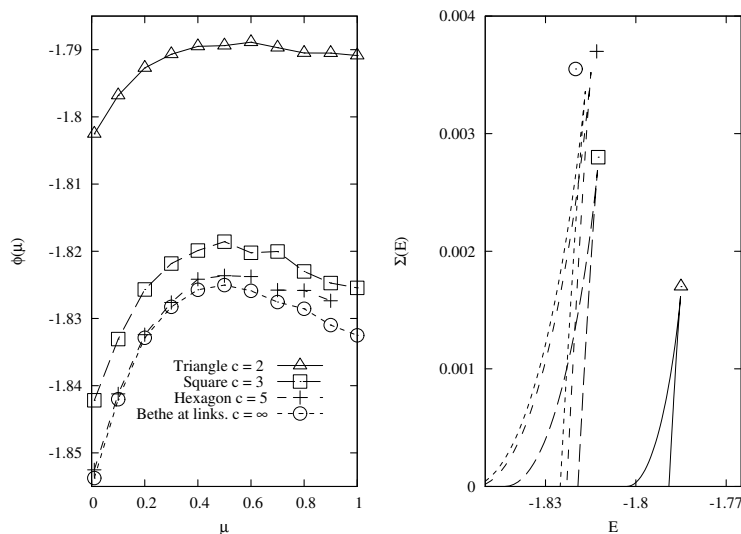 -1.79
-1.8
-1.81
-1.82
-1.83
-1.84
-1.85
0 0.2 0.4 0.6 0.8 1
ϕ(μ)
μ
Triangle c = 2
Square c = 3
Hexagon c = 5
Bethe at links. c = ∞
0.004
0.003
0.002
0.001
0
-1.83 -1.8 -1.77
Σ(E)
E